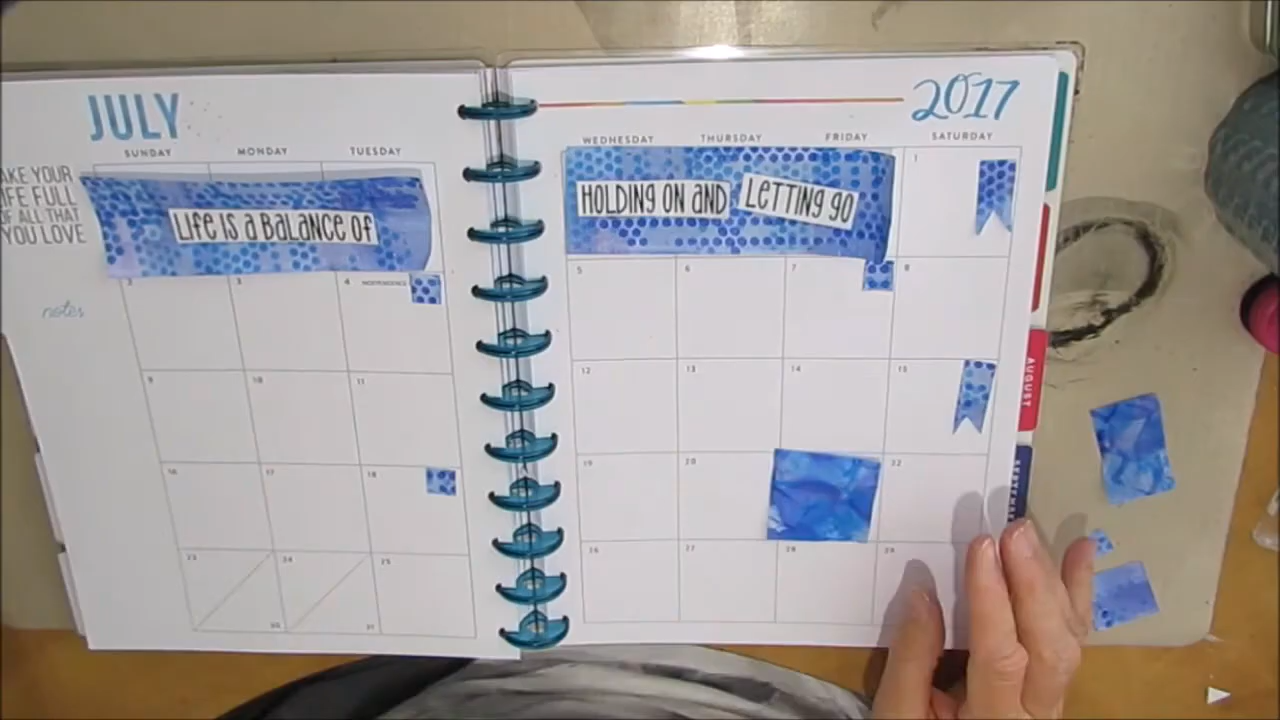 JULY
2017
SUNDAY MONDAY TUESDAY
WEDNESDAY THURSDAY FRIDAY SATURDAY
AKE YOUR
IFE FULL
OF ALL THAT
YOU LOVE
LiFe iS a BaLaNCe oF
HOLDiNg ON aND LeTTiNg gO
1
notes
2 3 4 INDEPENDENCE
5 6 7 8
9 10 11
12 13 14 15
16 17 18
19 20 22
23 24 25
30 31
26 27 28 29
AUGUST